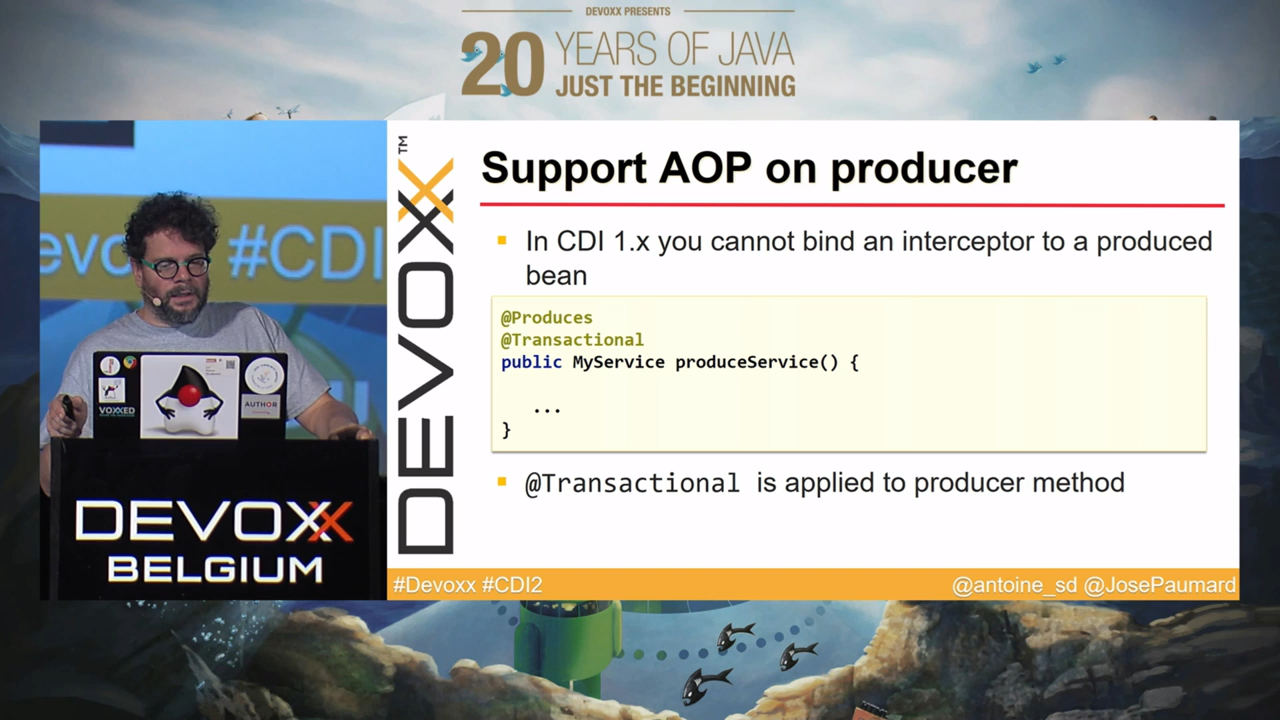 DEVOXX PRESENTS
20 YEARS OF JAVA
JUST THE BEGINNING
#CDI
VOXXED
AUTHOR
DEVOXX
BELGIUM
DEVOXX™
Support AOP on producer
In CDI 1.x you cannot bind an interceptor to a produced
bean
@Produces
@Transactional
public MyService produceService() {
...
}
@Transactional is applied to producer method
#Devoxx #CDI2
@antoine_sd @JosePaumard